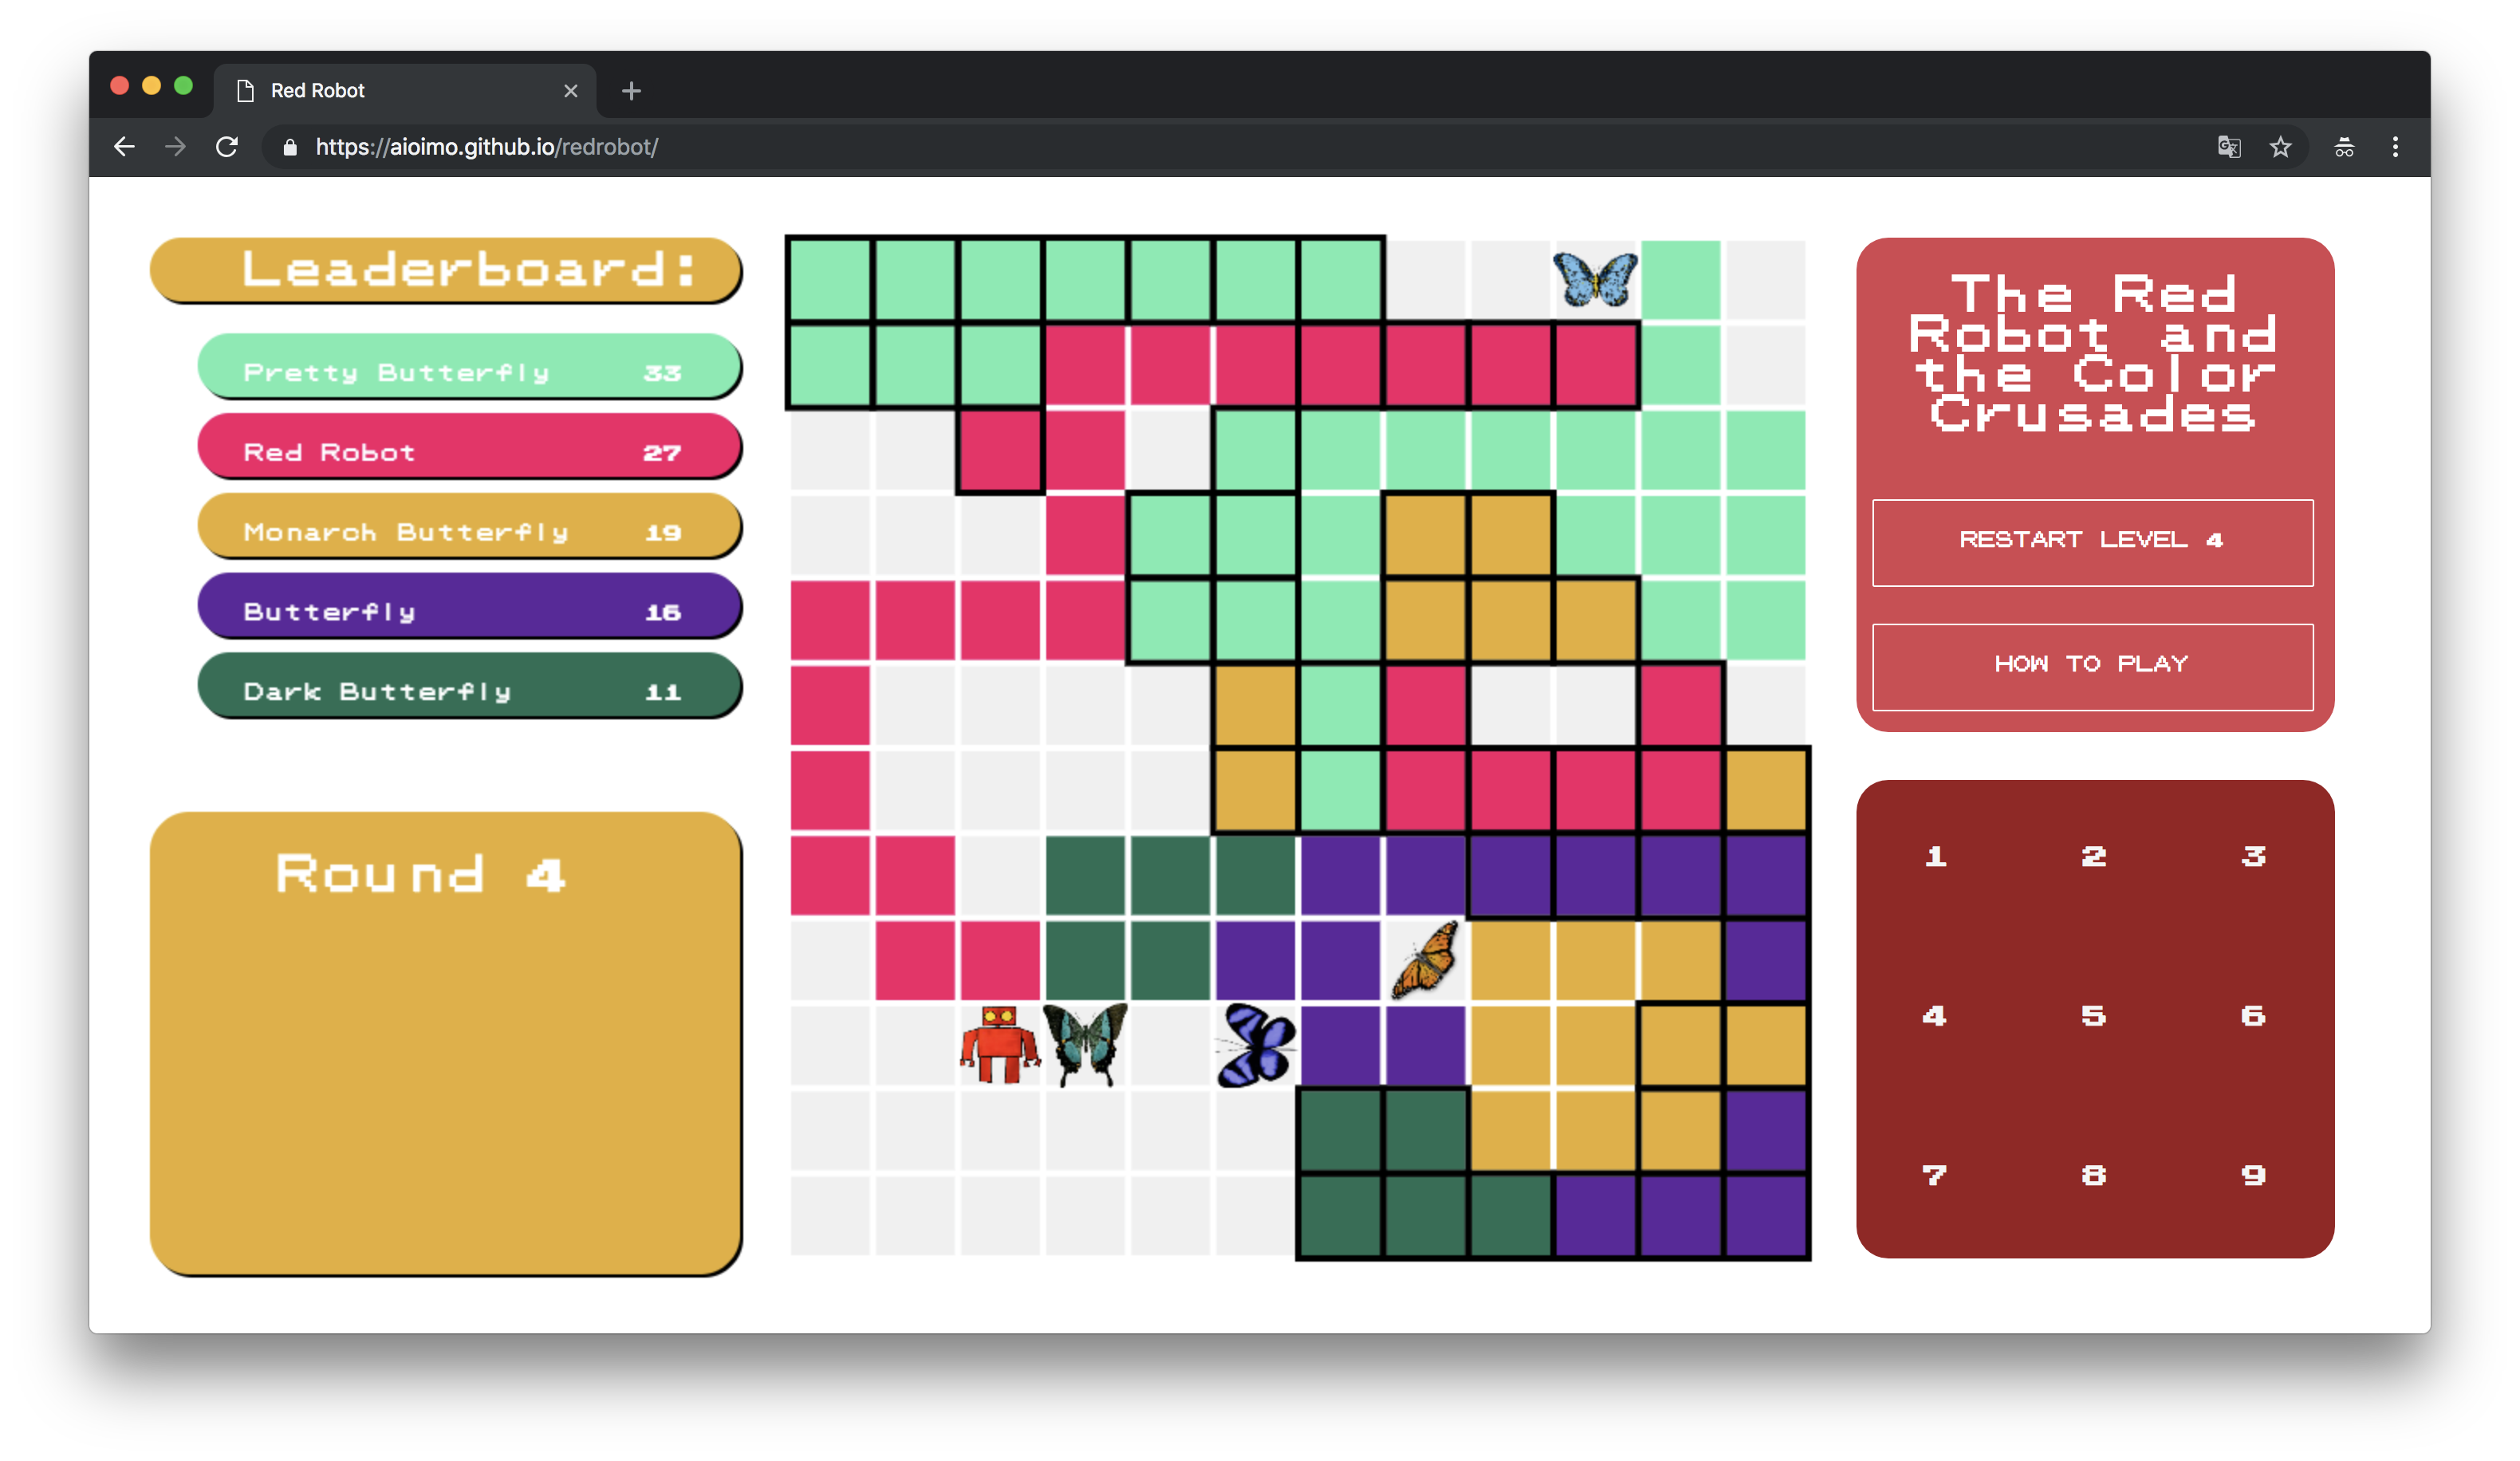 Red Robot
https://aioimo.github.io/redrobot/
Leaderboard:
Pretty Butterfly 33
Red Robot 27
Monarch Butterfly 19
Butterfly 16
Dark Butterfly 11
Round 4
The Red
Robot and
the Color
Crusades
RESTART LEVEL 4
HOW TO PLAY
1 2 3
4 5 6
7 8 9